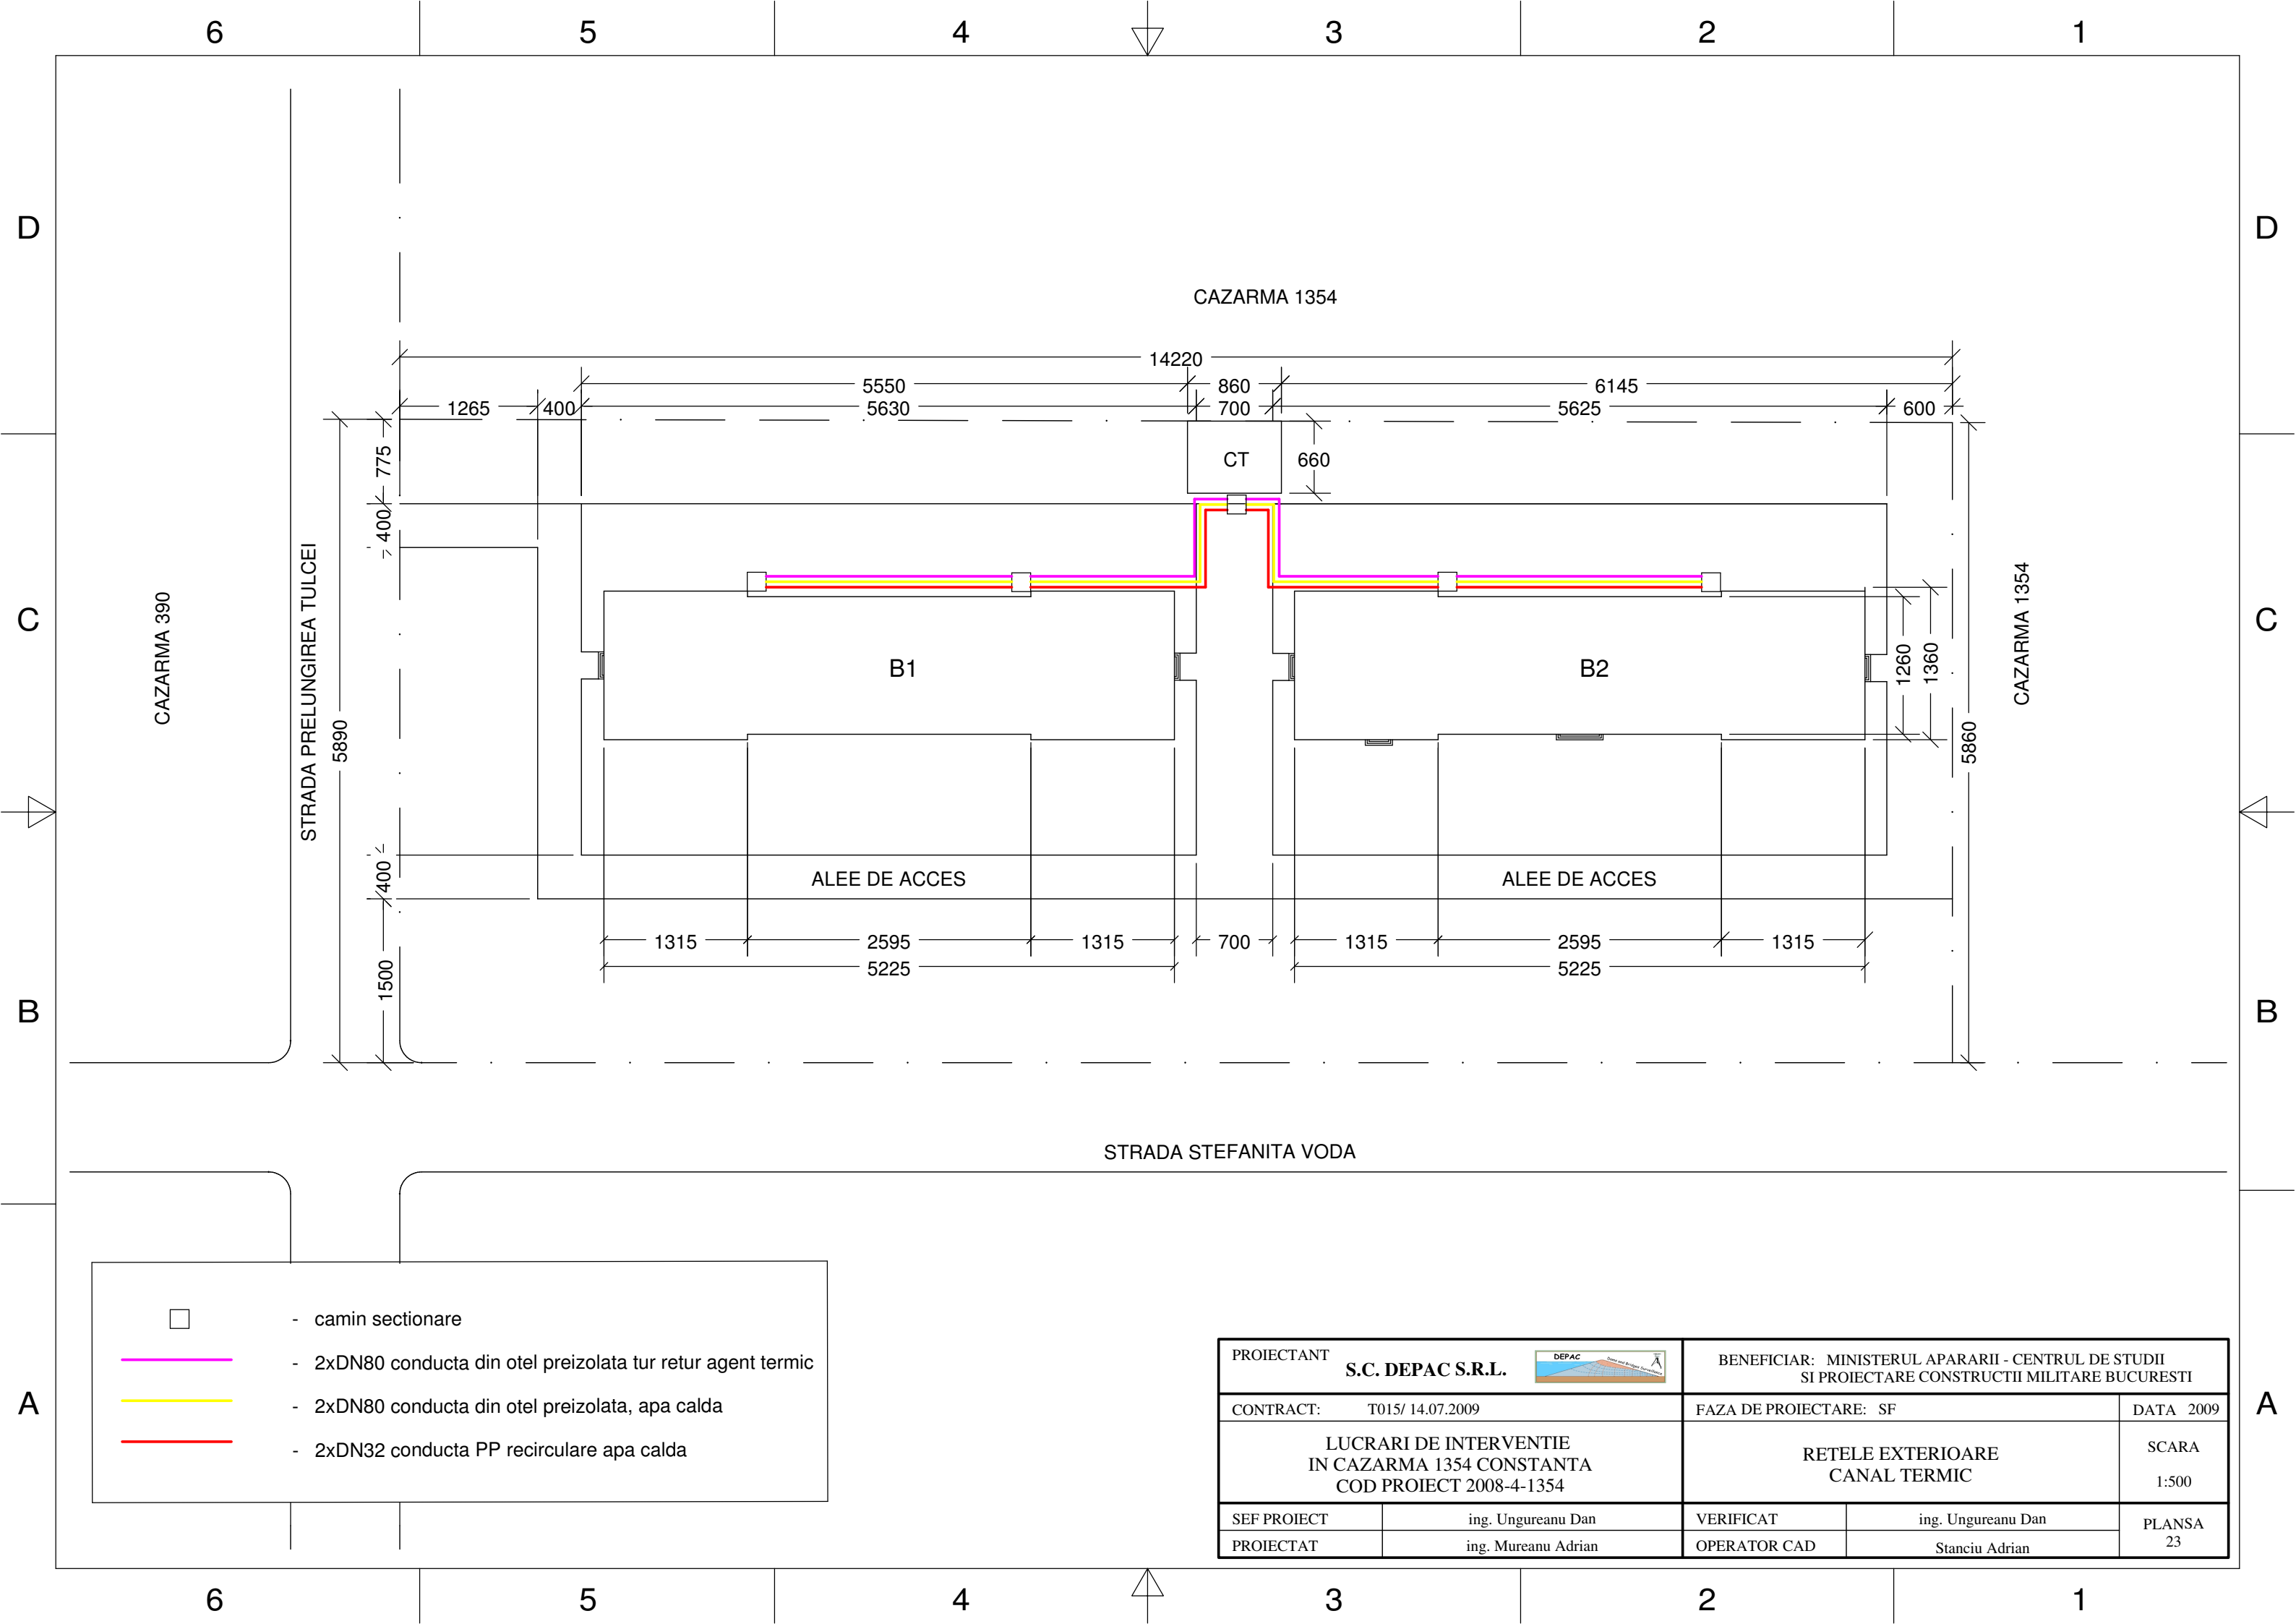 6 5 4 3 2 1
D D
CAZARMA 1354
14220
5550 860 6145
1265 400 5630 700 5625 600
775
CT 660
400
C C
CAZARMA 390
STRADA PRELUNGIREA TULCEI
5890
B1 B2
1260
1360
5860
CAZARMA 1354
400
ALEE DE ACCES ALEE DE ACCES
1315 2595 1315 700 1315 2595 1315
5225 5225
1500
B B
STRADA STEFANITA VODA
- camin sectionare
- 2xDN80 conducta din otel preizolata tur retur agent termic
- 2xDN80 conducta din otel preizolata, apa calda
- 2xDN32 conducta PP recirculare apa calda
A A
PROIECTANT
S.C. DEPAC S.R.L.
DEPAC
BENEFICIAR: MINISTERUL APARARII - CENTRUL DE STUDII
SI PROIECTARE CONSTRUCTII MILITARE BUCURESTI
CONTRACT: T015/ 14.07.2009
FAZA DE PROIECTARE: SF
DATA 2009
LUCRARI DE INTERVENTIE
IN CAZARMA 1354 CONSTANTA
COD PROIECT 2008-4-1354
RETELE EXTERIOARE
CANAL TERMIC
SCARA
1:500
SEF PROIECT ing. Ungureanu Dan
VERIFICAT ing. Ungureanu Dan
PROIECTAT ing. Mureanu Adrian
OPERATOR CAD Stanciu Adrian
PLANSA
23
6 5 4 3 2 1